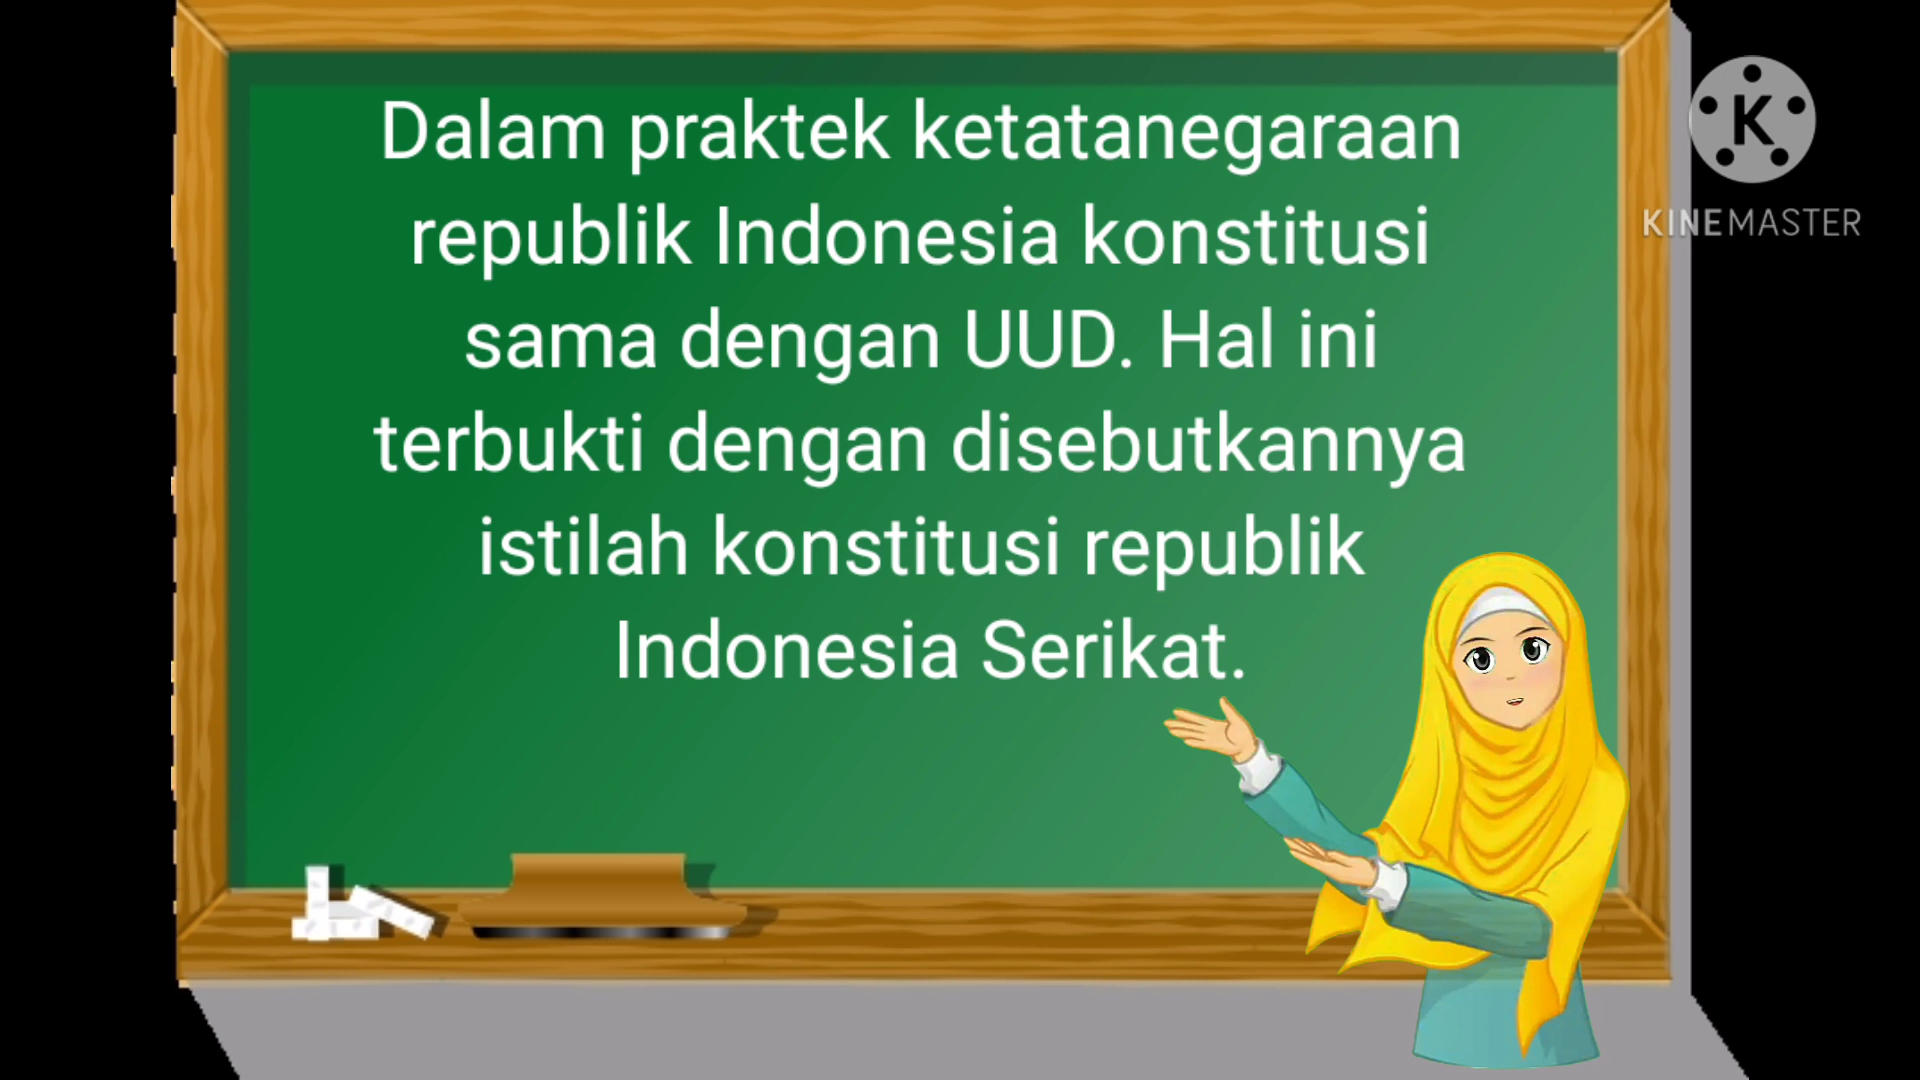 Dalam praktek ketatanegaraan
republik Indonesia konstitusi
sama dengan UUD. Hal ini
terbukti dengan disebutkannya
istilah konstitusi republik
Indonesia Serikat.
K
KINEMASTER